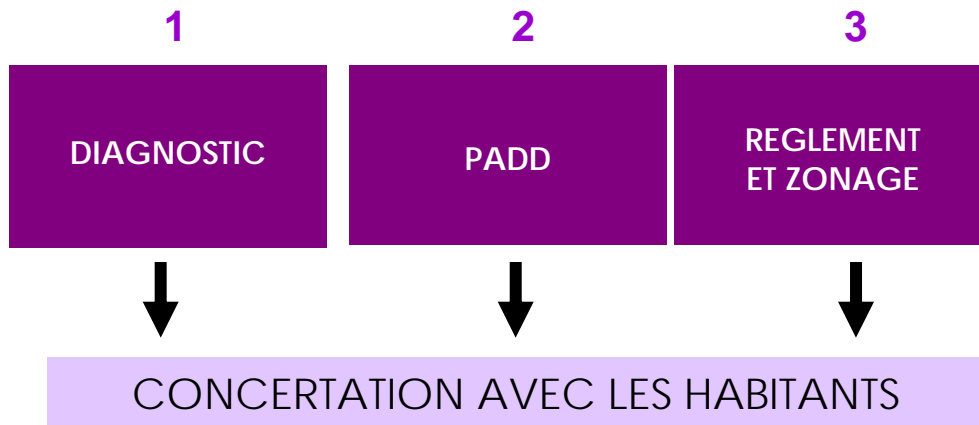 1
2
3
DIAGNOSTIC
PADD
REGLEMENT
ET ZONAGE
CONCERTATION AVEC LES HABITANTS